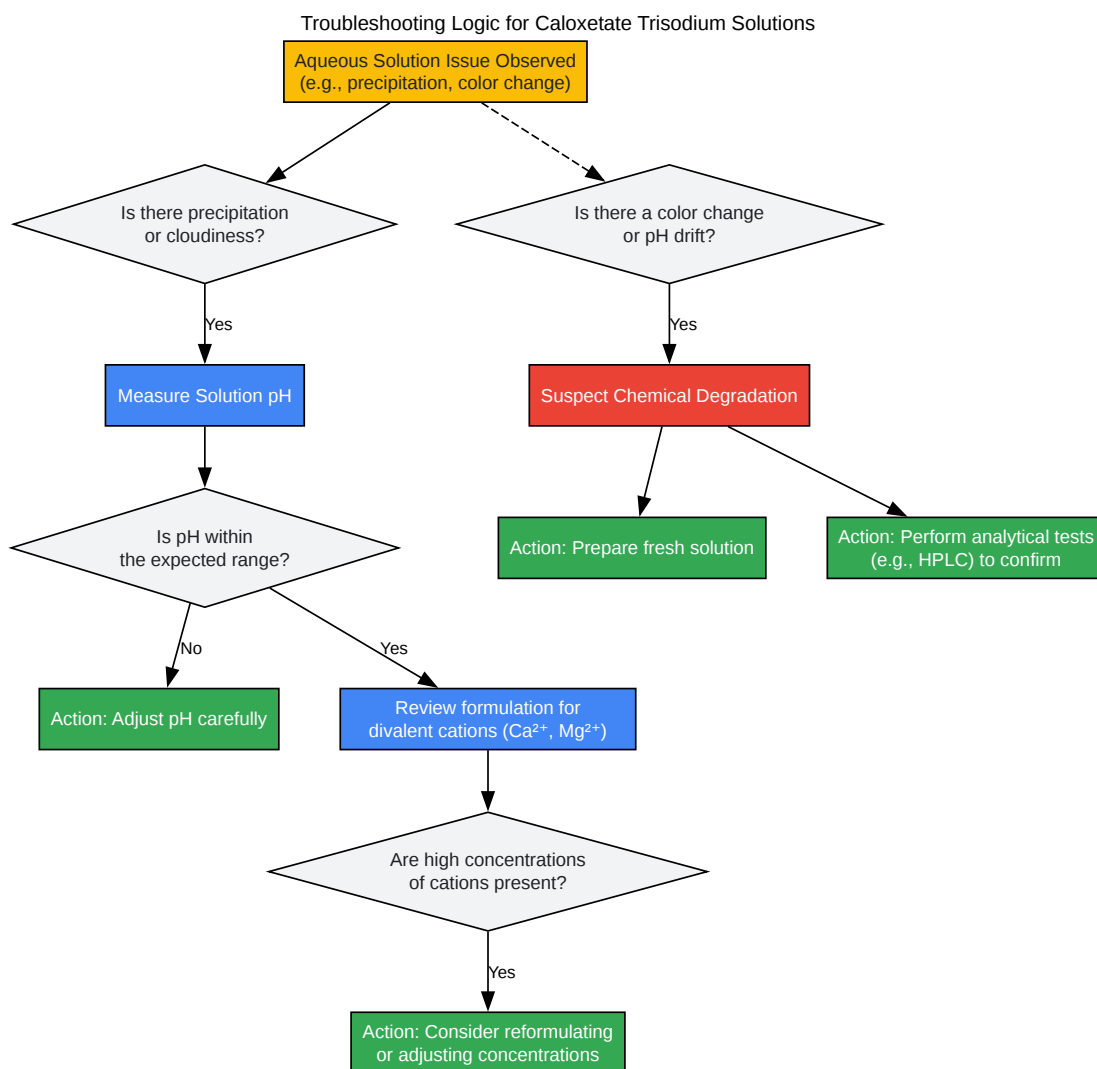 Troubleshooting Logic for Caloxetate Trisodium Solutions
Aqueous Solution Issue Observed
(e.g., precipitation, color change)
Is there precipitation
or cloudiness?
Is there a color change
or pH drift?
Yes
Yes
Measure Solution pH
Suspect Chemical Degradation
Is pH within
the expected range?
Action: Prepare fresh solution
Action: Perform analytical tests
(e.g., HPLC) to confirm
No
Yes
Action: Adjust pH carefully
Review formulation for
divalent cations (Ca²⁺, Mg²⁺)
Are high concentrations
of cations present?
Yes
Action: Consider reformulating
or adjusting concentrations